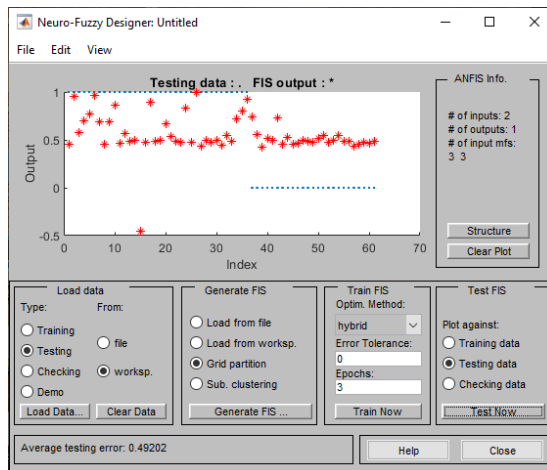 Neuro-Fuzzy Designer: Untitled
File Edit View
Testing data : . FIS output : *
1
0.5
0
-0.5
Output
0 10 20 30 40 50 60 70
Index
ANFIS Info.
# of inputs: 2
# of outputs: 1
# of input mfs:
3 3
Structure
Clear Plot
Load data
Type: From:
Training
Testing
Checking
Demo
file
worksp.
Load Data... Clear Data
Generate FIS
Load from file
Load from worksp.
Grid partition
Sub. clustering
Generate FIS ...
Train FIS
Optim. Method:
hybrid
Error Tolerance:
0
Epochs:
3
Train Now
Test FIS
Plot against:
Training data
Testing data
Checking data
Test Now
Average testing error: 0.49202
Help Close